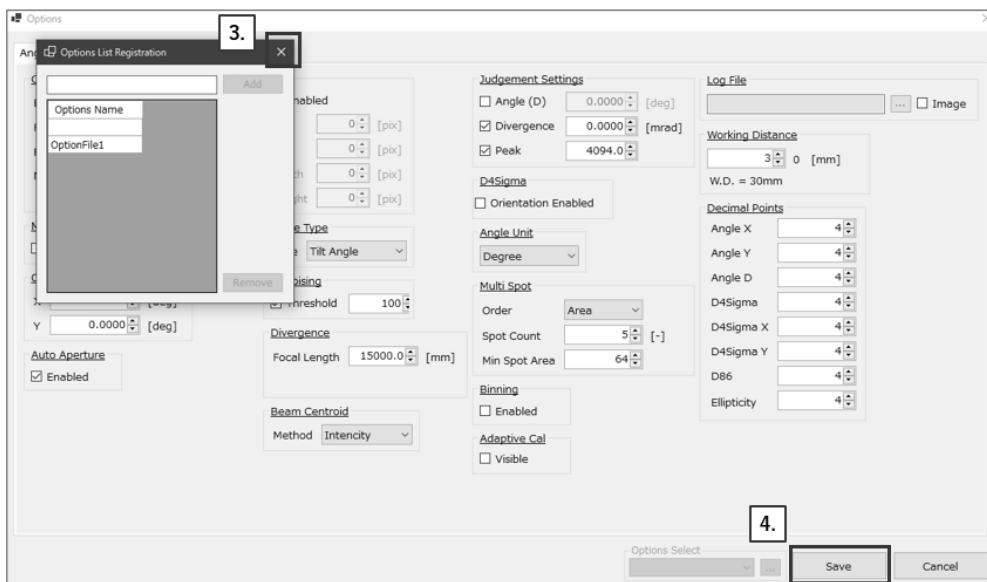 Options
3.
Options List Registration
Add
Options Name
OptionFile1
Remove
[pix]
0
[pix]
0
[pix]
0
[pix]
0
Tilt Angle
Threshold 100
[deg]
Y 0.0000 [deg]
Auto Aperture
Enabled
Divergence
Focal Length 15000.0 [mm]
Beam Centroid
Method Intencity
Judgement Settings
Angle (D) 0.0000 [deg]
Divergence 0.0000 [mrad]
Peak 4094.0
D4Sigma
Orientation Enabled
Angle Unit
Degree
Multi Spot
Order Area
Spot Count 5 [-]
Min Spot Area 64
Binning
Enabled
Adaptive Cal
Visible
Log File
... Image
Working Distance
3 0 [mm]
W.D. = 30mm
Decimal Points
Angle X 4
Angle Y 4
Angle D 4
D4Sigma 4
D4Sigma X 4
D4Sigma Y 4
D86 4
Ellipticity 4
4.
Options Select
...
Save
Cancel